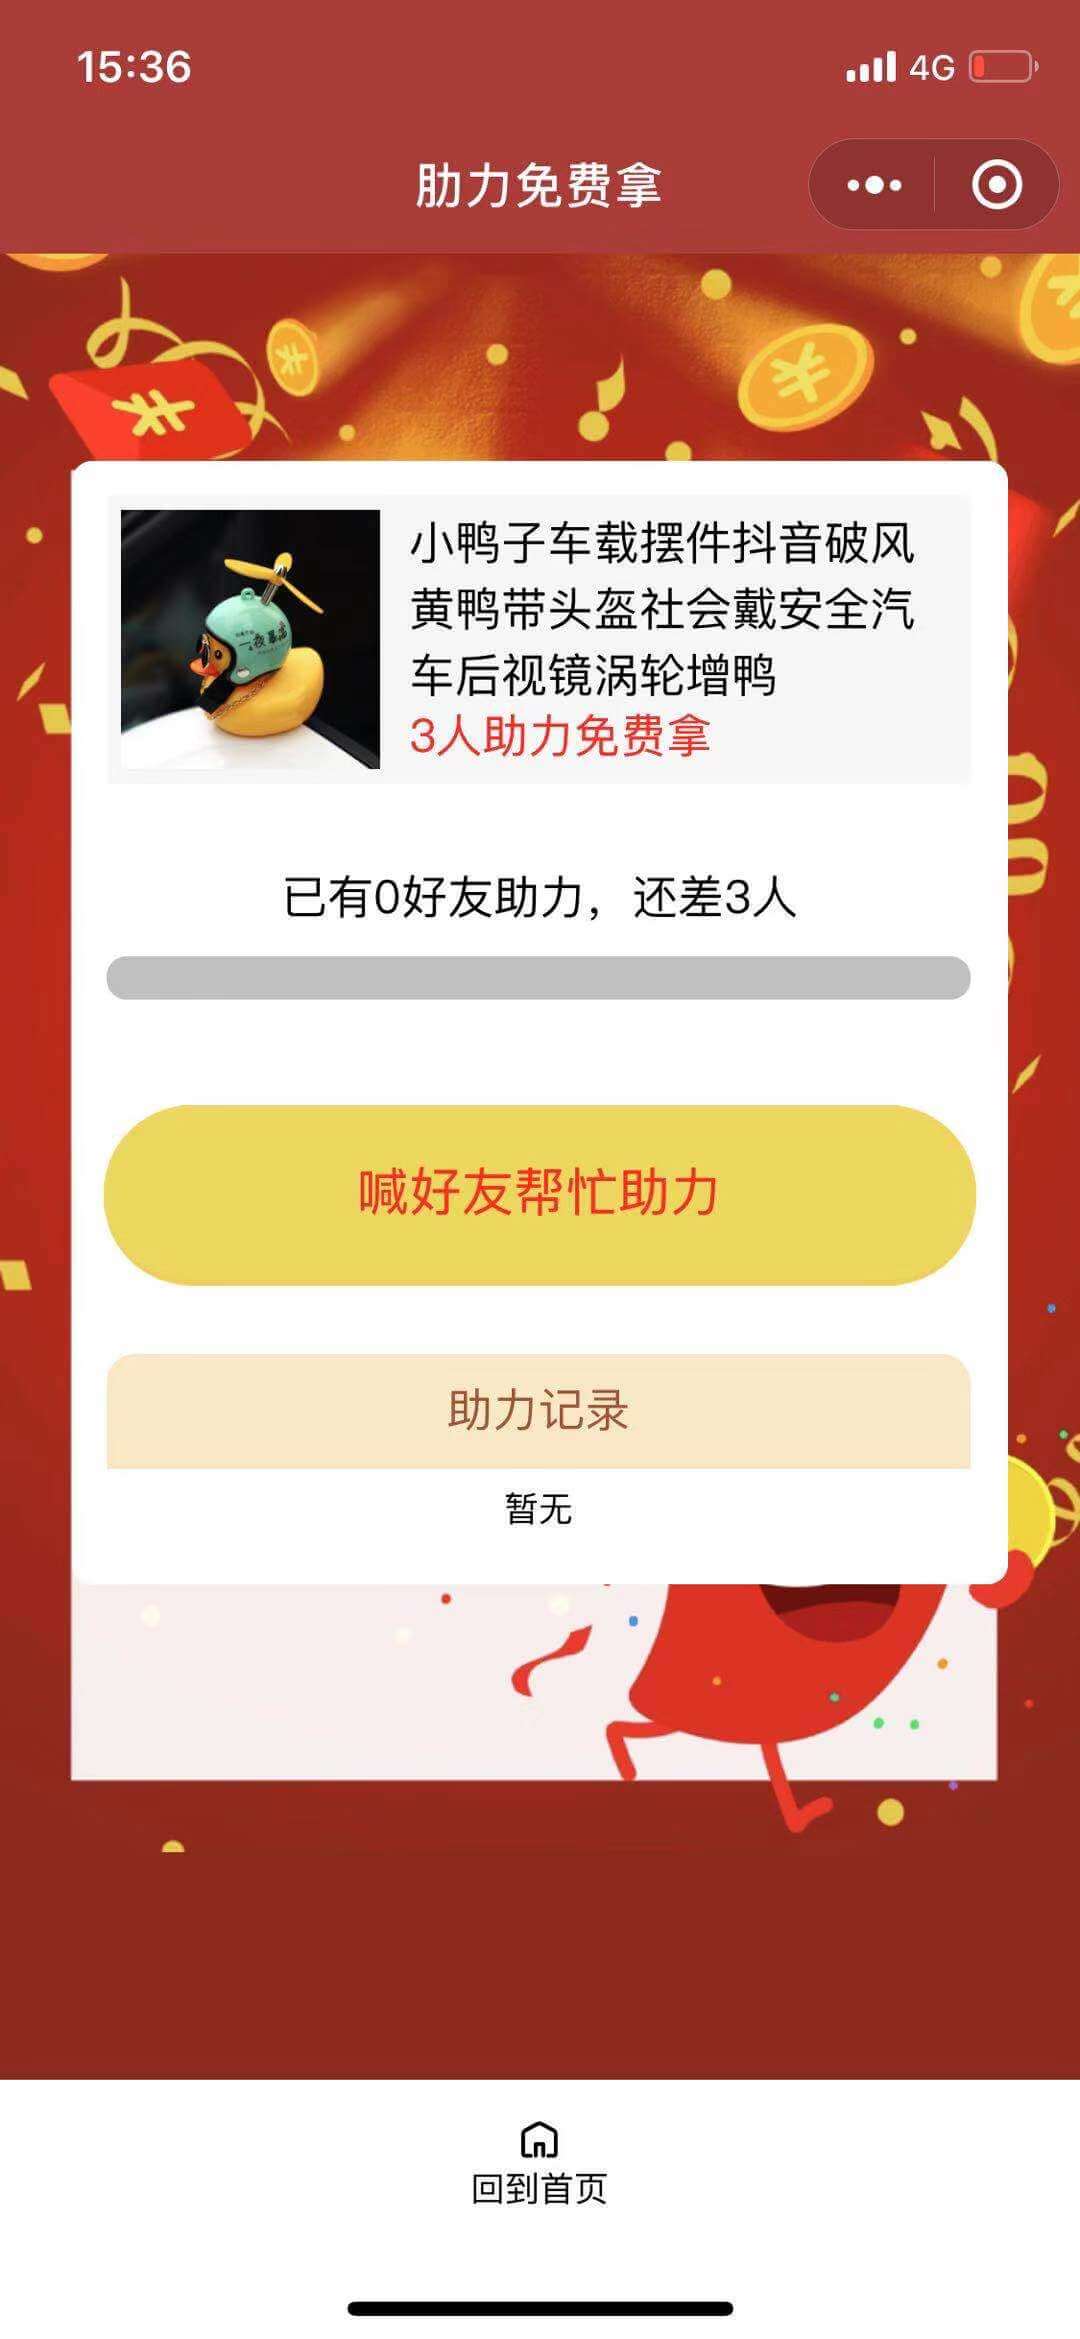 15:36
4G
肋力免费拿
小鸭子车载摆件抖音破风
黄鸭带头盔社会戴安全汽
车后视镜涡轮增鸭
3人助力免费拿
已有0好友助力，还差3人
喊好友帮忙助力
助力记录
暂无
回到首页